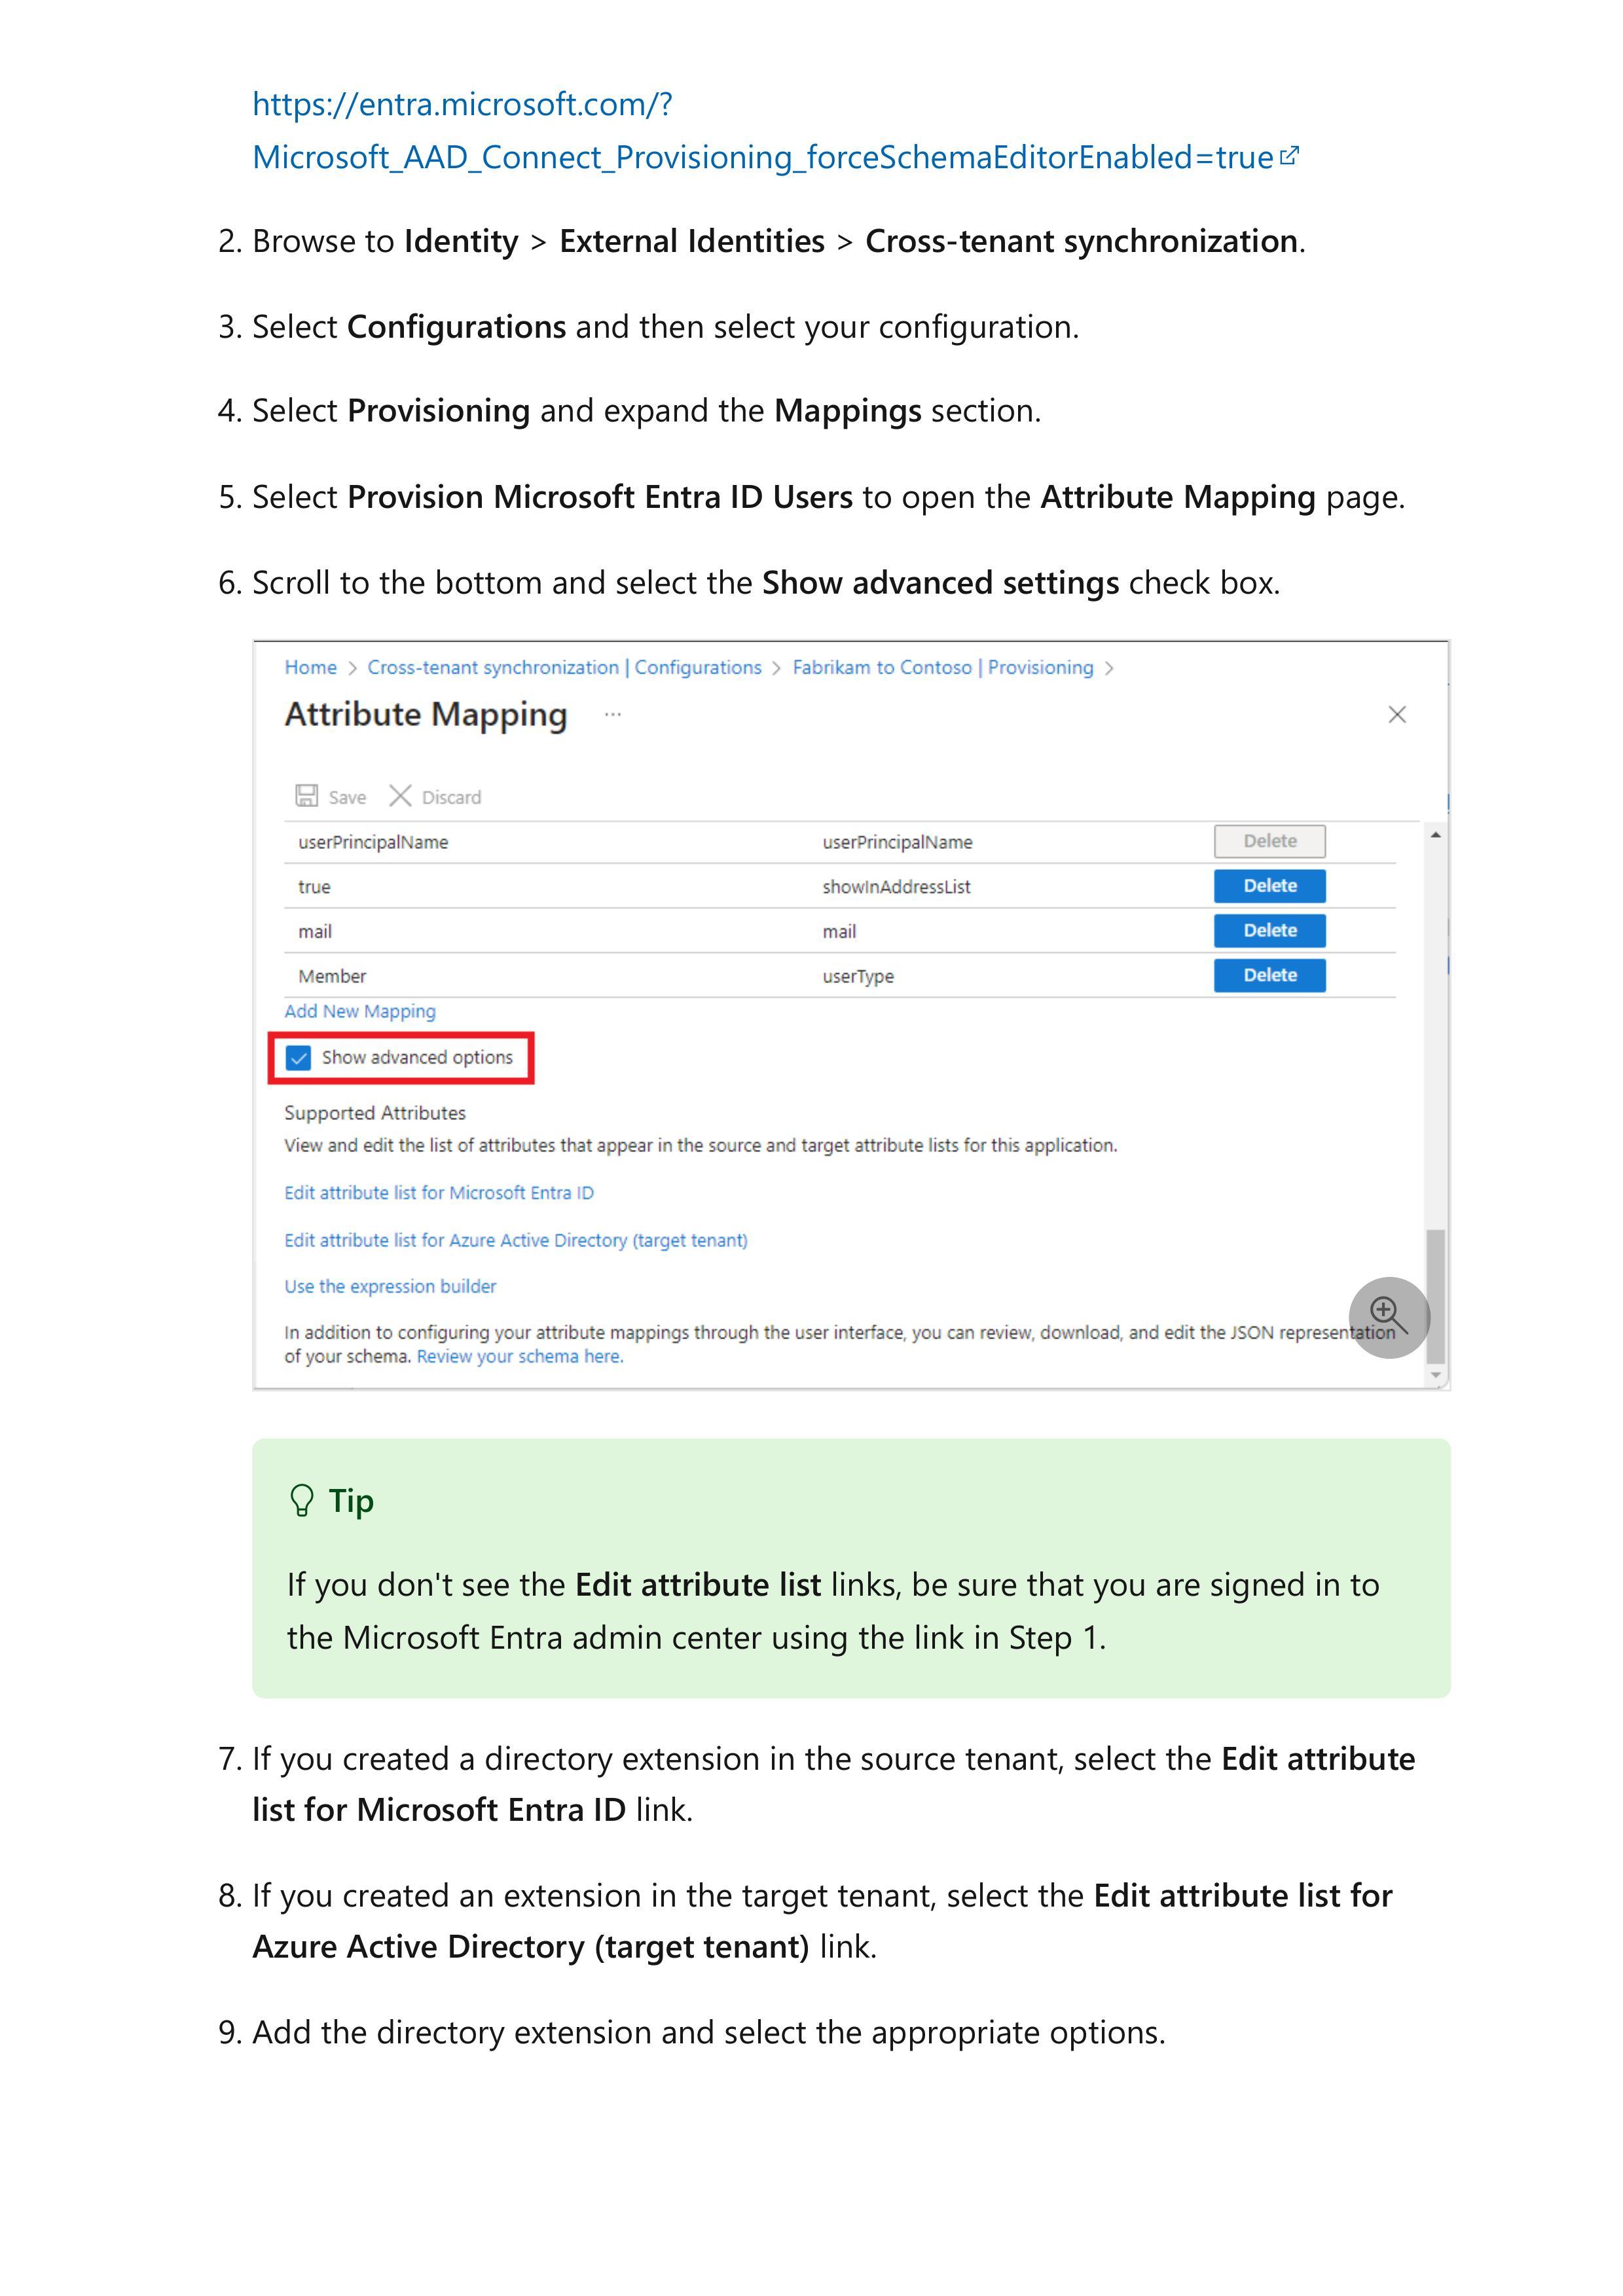 https://entra.microsoft.com/?
Microsoft_AAD_Connect_Provisioning_forceSchemaEditorEnabled=true
2. Browse to Identity > External Identities > Cross-tenant synchronization.
3. Select Configurations and then select your configuration.
4. Select Provisioning and expand the Mappings section.
5. Select Provision Microsoft Entra ID Users to open the Attribute Mapping page.
6. Scroll to the bottom and select the Show advanced settings check box.
Home > Cross-tenant synchronization | Configurations > Fabrikam to Contoso | Provisioning >
Attribute Mapping ...
Save Discard
userPrincipalName userPrincipalName Delete
true showInAddressList Delete
mail mail Delete
Member userType Delete
Add New Mapping
Show advanced options
Supported Attributes
View and edit the list of attributes that appear in the source and target attribute lists for this application.
Edit attribute list for Microsoft Entra ID
Edit attribute list for Azure Active Directory (target tenant)
Use the expression builder
In addition to configuring your attribute mappings through the user interface, you can review, download, and edit the JSON representation
of your schema. Review your schema here.
Tip
If you don't see the Edit attribute list links, be sure that you are signed in to
the Microsoft Entra admin center using the link in Step 1.
7. If you created a directory extension in the source tenant, select the Edit attribute
list for Microsoft Entra ID link.
8. If you created an extension in the target tenant, select the Edit attribute list for
Azure Active Directory (target tenant) link.
9. Add the directory extension and select the appropriate options.